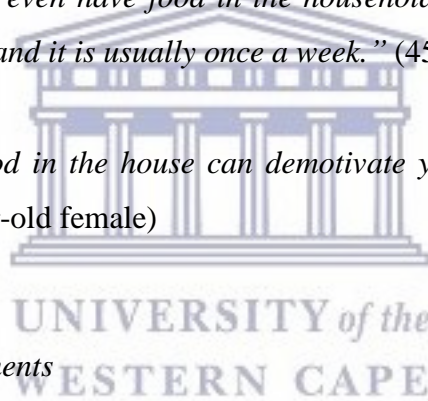 even have food in the household
and it is usually once a week.” (45
od in the house can demotivate y
-old female)
UNIVERSITY of the
ments
WESTERN CAPE